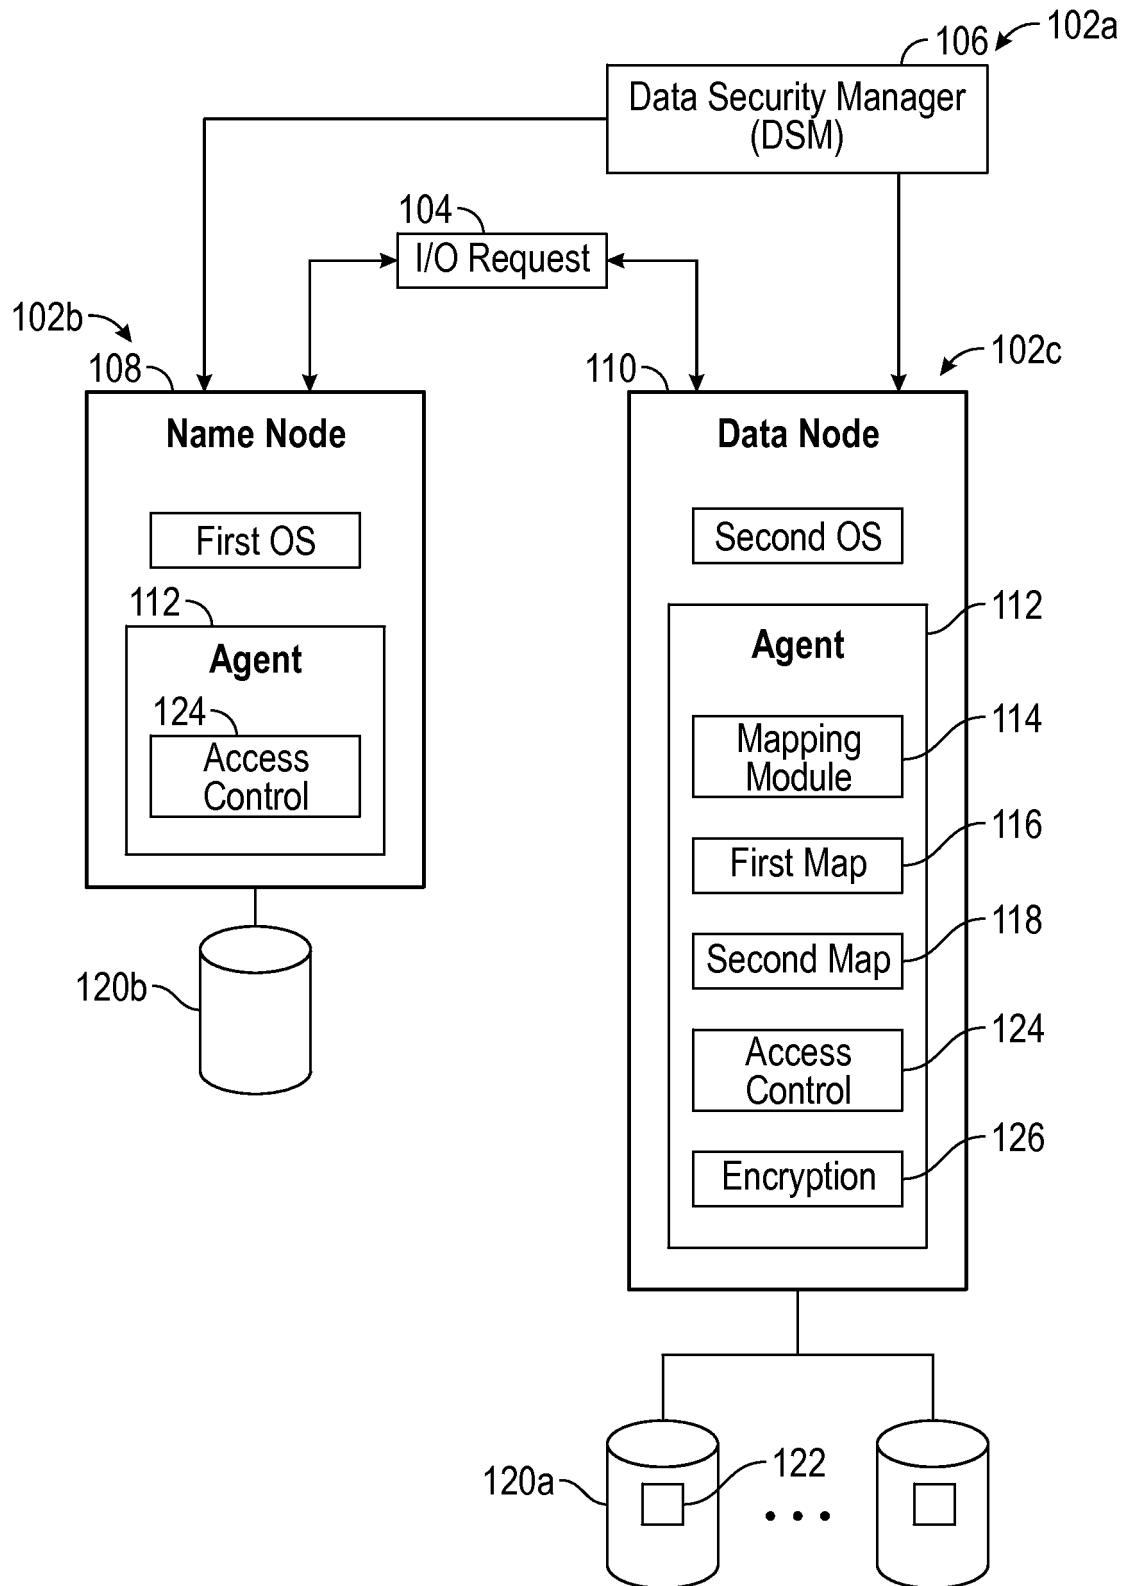 106
102a
Data Security Manager
(DSM)
104
I/O Request
102b
108
110
102c
Name Node
Data Node
First OS
Second OS
112
Agent
124
Access
Control
112
Agent
Mapping
Module
114
First Map
116
Second Map
118
Access
Control
124
Encryption
126
120b
120a
122